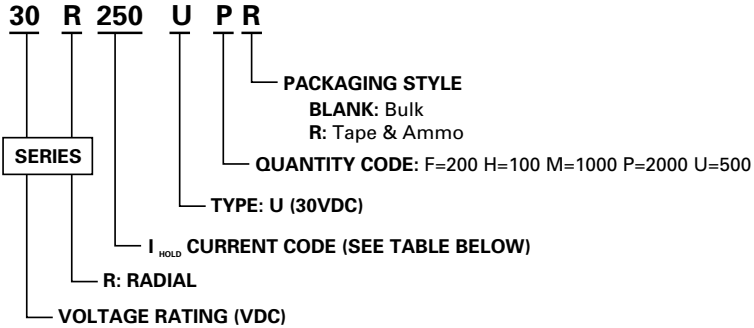 30 R 250 U P R
PACKAGING STYLE
BLANK: Bulk
R: Tape & Ammo
SERIES
QUANTITY CODE: F=200 H=100 M=1000 P=2000 U=500
TYPE: U (30VDC)
I HOLD CURRENT CODE (SEE TABLE BELOW)
R: RADIAL
VOLTAGE RATING (VDC)